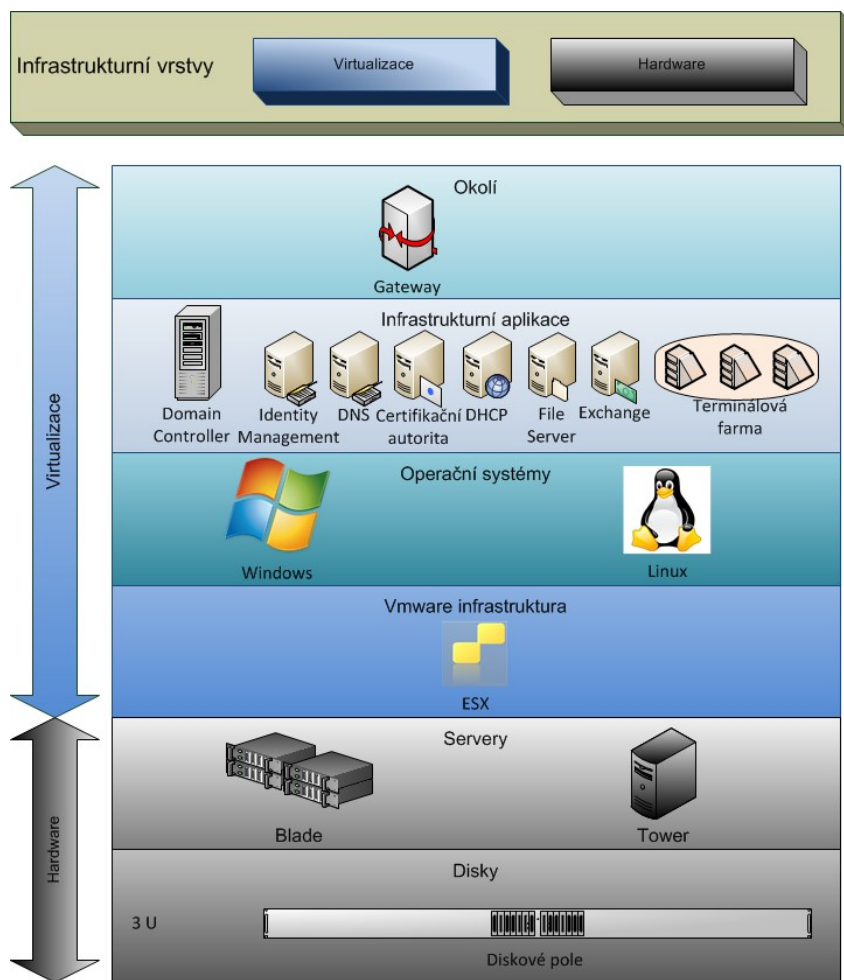 Infrastrukturní vrstvy
Virtualizace
Hardware
Virtualizace
Okolí
Gateway
Infrastrukturní aplikace
Domain
Controller
Identity
Management
DNS
Certifikační
autorita
DHCP
File
Server
Exchange
Terminálová
farma
Operační systémy
Windows
Linux
Vmware infrastruktura
ESX
Hardware
Servery
Blade
Tower
Disky
3 U
Diskové pole